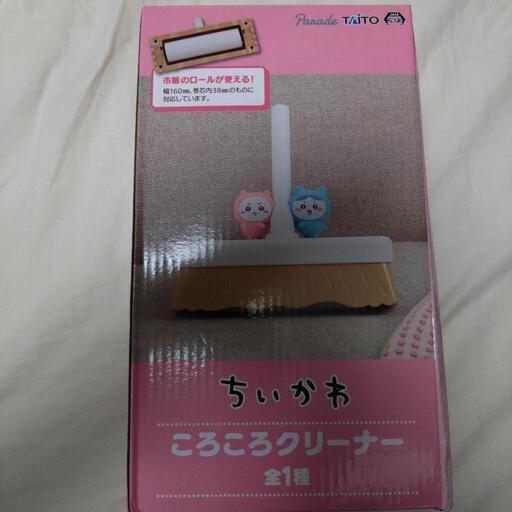 Parade TAITO
市販のロールが使える!
幅160㎜、巻芯内38㎜のものに
対応しています。
ちいかわ
ころころクリーナー
全1種